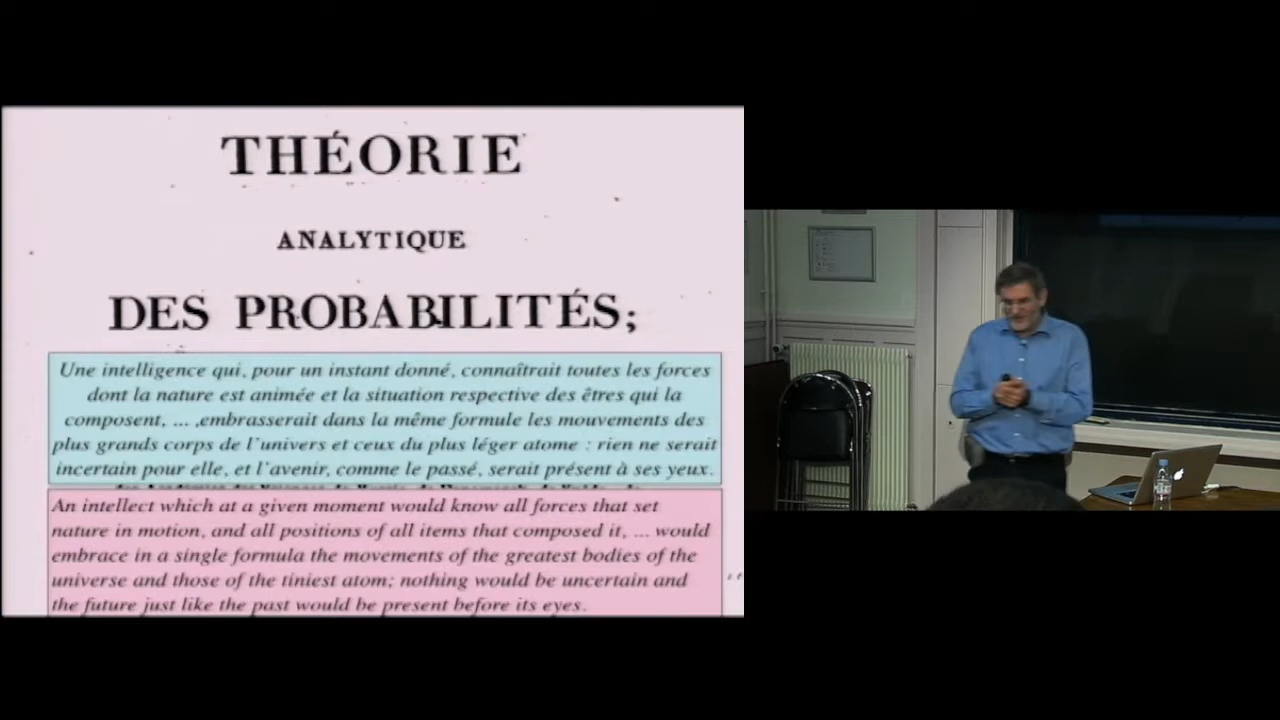 THÉORIE
ANALYTIQUE
DES PROBABILITÉS;
Une intelligence qui, pour un instant donné, connaîtrait toutes les forces
dont la nature est animée et la situation respective des êtres qui la
composent, ... ,embrasserait dans la même formule les mouvements des
plus grands corps de l'univers et ceux du plus léger atome : rien ne serait
incertain pour elle, et l'avenir, comme le passé, serait présent à ses yeux.
An intellect which at a given moment would know all forces that set
nature in motion, and all positions of all items that composed it, ... would
embrace in a single formula the movements of the greatest bodies of the
universe and those of the tiniest atom; nothing would be uncertain and
the future just like the past would be present before its eyes.